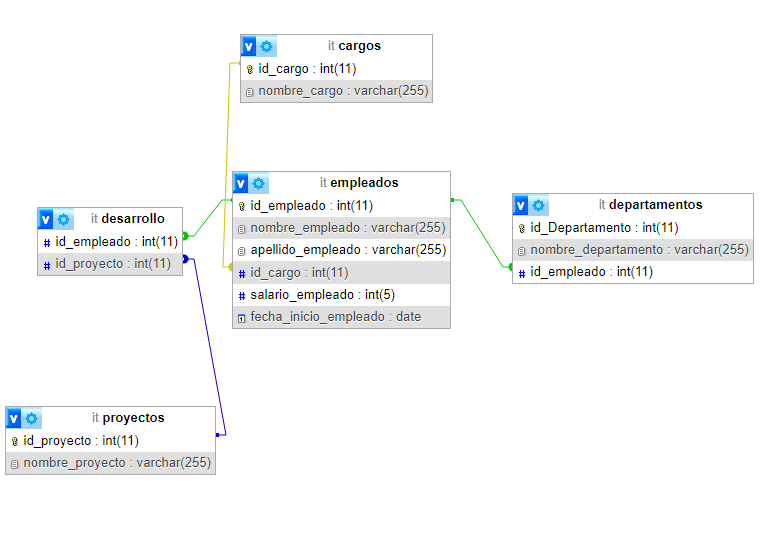 v it cargos
id_cargo : int(11)
nombre_cargo : varchar(255)
v it empleados
id_empleado : int(11)
nombre_empleado : varchar(255)
apellido_empleado : varchar(255)
# id_cargo : int(11)
# salario_empleado : int(5)
fecha_inicio_empleado : date
v it departamentos
id_Departamento : int(11)
nombre_departamento : varchar(255)
# id_empleado : int(11)
v it desarrollo
# id_empleado : int(11)
# id_proyecto : int(11)
v it proyectos
id_proyecto : int(11)
nombre_proyecto : varchar(255)